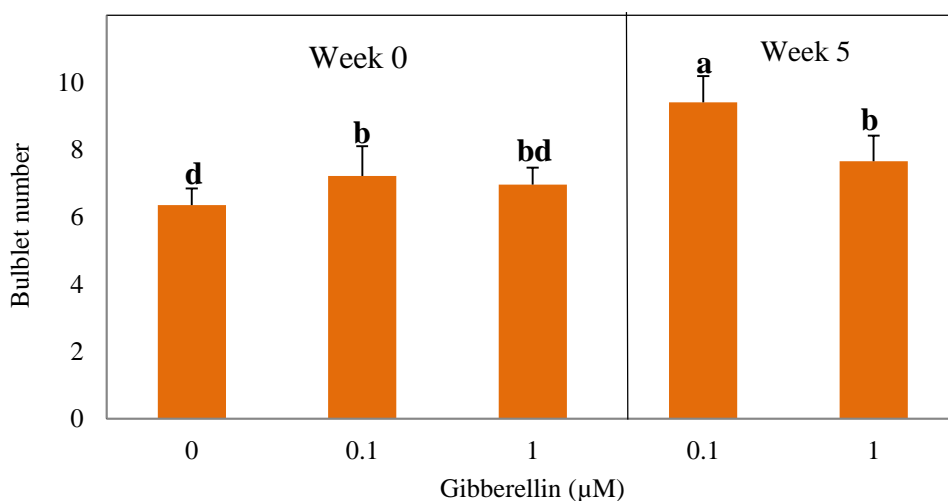 Week 0
Week 5
a
b
bd
b
d
10
8
6
4
2
0
Bulblet number
0 0.1 1 0.1 1
Gibberellin (µM)